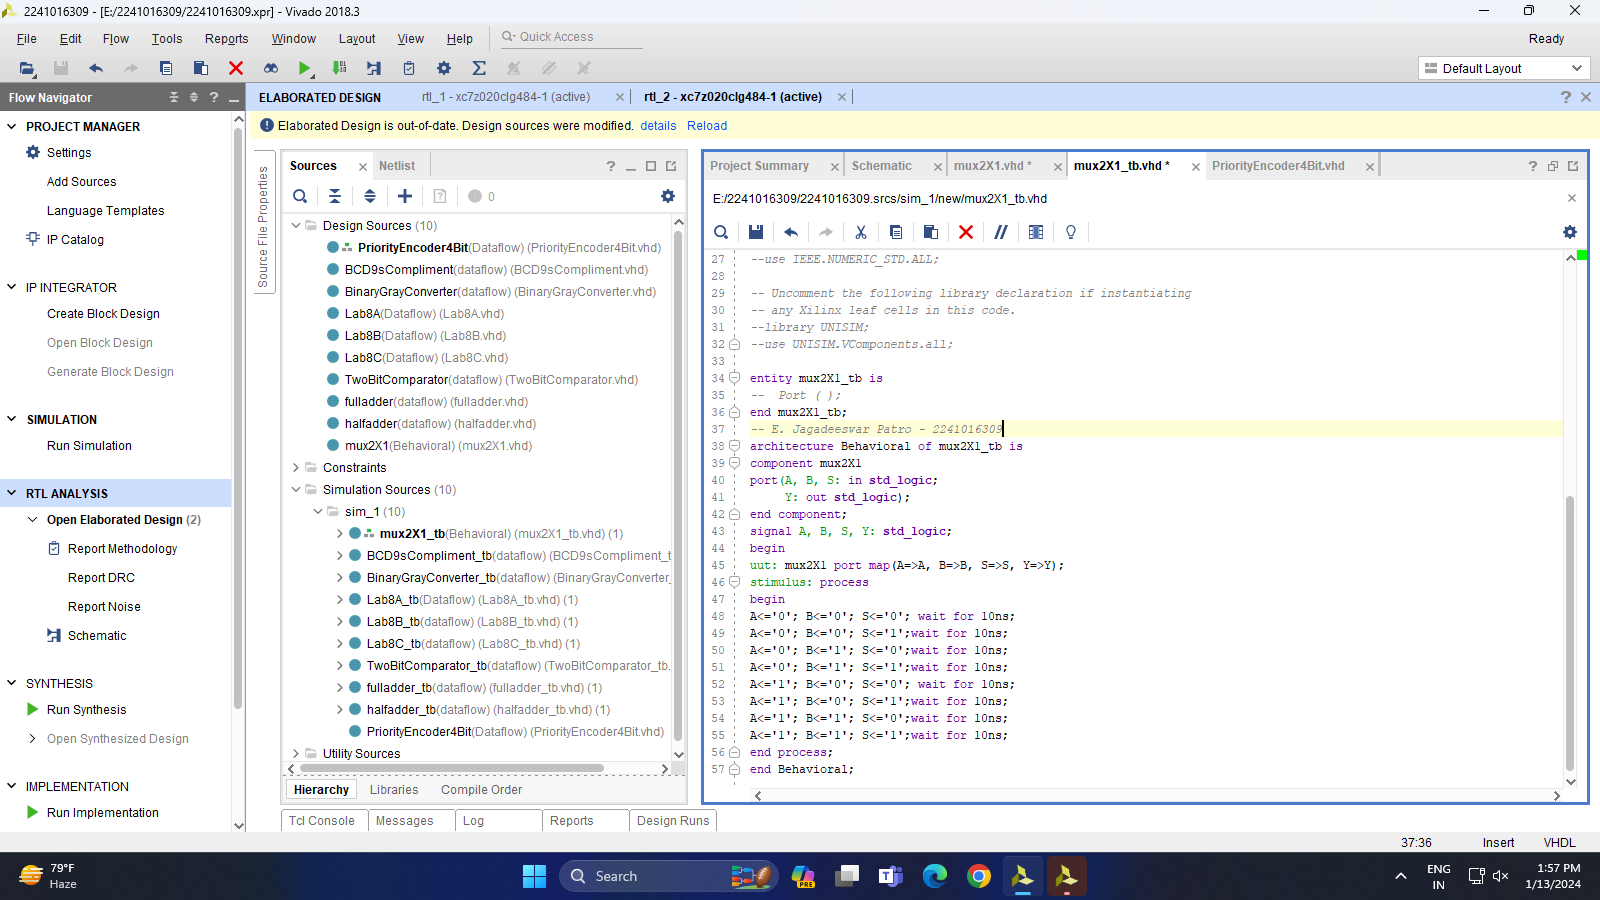 2241016309 - [E:/2241016309/2241016309.xpr] - Vivado 2018.3
File Edit Flow Tools Reports Window Layout View Help
Quick Access
Ready
Default Layout
Flow Navigator
PROJECT MANAGER
Settings
Add Sources
Language Templates
IP Catalog
IP INTEGRATOR
Create Block Design
Open Block Design
Generate Block Design
SIMULATION
Run Simulation
RTL ANALYSIS
Open Elaborated Design (2)
Report Methodology
Report DRC
Report Noise
Schematic
SYNTHESIS
Run Synthesis
Open Synthesized Design
IMPLEMENTATION
Run Implementation
ELABORATED DESIGN rtl_1 - xc7z020clg484-1 (active) rtl_2 - xc7z020clg484-1 (active)
Elaborated Design is out-of-date. Design sources were modified. details Reload
Source File Properties
Sources Netlist
0
Design Sources (10)
PriorityEncoder4Bit(Dataflow) (PriorityEncoder4Bit.vhd)
BCD9sCompliment(dataflow) (BCD9sCompliment.vhd)
BinaryGrayConverter(dataflow) (BinaryGrayConverter.vhd)
Lab8A(Dataflow) (Lab8A.vhd)
Lab8B(Dataflow) (Lab8B.vhd)
Lab8C(Dataflow) (Lab8C.vhd)
TwoBitComparator(dataflow) (TwoBitComparator.vhd)
fulladder(dataflow) (fulladder.vhd)
halfadder(dataflow) (halfadder.vhd)
mux2X1(Behavioral) (mux2X1.vhd)
Constraints
Simulation Sources (10)
sim_1 (10)
mux2X1_tb(Behavioral) (mux2X1_tb.vhd) (1)
BCD9sCompliment_tb(dataflow) (BCD9sCompliment_t
BinaryGrayConverter_tb(dataflow) (BinaryGrayConverter_
Lab8A_tb(Dataflow) (Lab8A_tb.vhd) (1)
Lab8B_tb(dataflow) (Lab8B_tb.vhd) (1)
Lab8C_tb(dataflow) (Lab8C_tb.vhd) (1)
TwoBitComparator_tb(dataflow) (TwoBitComparator_tb.
fulladder_tb(dataflow) (fulladder_tb.vhd) (1)
halfadder_tb(dataflow) (halfadder_tb.vhd) (1)
PriorityEncoder4Bit(Dataflow) (PriorityEncoder4Bit.vhd)
Utility Sources
Hierarchy Libraries Compile Order
Project Summary Schematic mux2X1.vhd * mux2X1_tb.vhd * PriorityEncoder4Bit.vhd
E:/2241016309/2241016309.srcs/sim_1/new/mux2X1_tb.vhd
27 --use IEEE.NUMERIC_STD.ALL;
28
29 -- Uncomment the following library declaration if instantiating
30 -- any Xilinx leaf cells in this code.
31 --library UNISIM;
32 --use UNISIM.VComponents.all;
33
34 entity mux2X1_tb is
35 -- Port ( );
36 end mux2X1_tb;
37 -- E. Jagadeeswar Patro - 2241016309
38 architecture Behavioral of mux2X1_tb is
39 component mux2X1
40 port(A, B, S: in std_logic;
41 Y: out std_logic);
42 end component;
43 signal A, B, S, Y: std_logic;
44 begin
45 uut: mux2X1 port map(A=>A, B=>B, S=>S, Y=>Y);
46 stimulus: process
47 begin
48 A<='0'; B<='0'; S<='0'; wait for 10ns;
49 A<='0'; B<='0'; S<='1';wait for 10ns;
50 A<='0'; B<='1'; S<='0';wait for 10ns;
51 A<='0'; B<='1'; S<='1';wait for 10ns;
52 A<='1'; B<='0'; S<='0'; wait for 10ns;
53 A<='1'; B<='0'; S<='1';wait for 10ns;
54 A<='1'; B<='1'; S<='0';wait for 10ns;
55 A<='1'; B<='1'; S<='1';wait for 10ns;
56 end process;
57 end Behavioral;
Tcl Console Messages Log Reports Design Runs
37:36 Insert VHDL
79°F
Haze
Search
PRE
ENG
IN
1:57 PM
1/13/2024